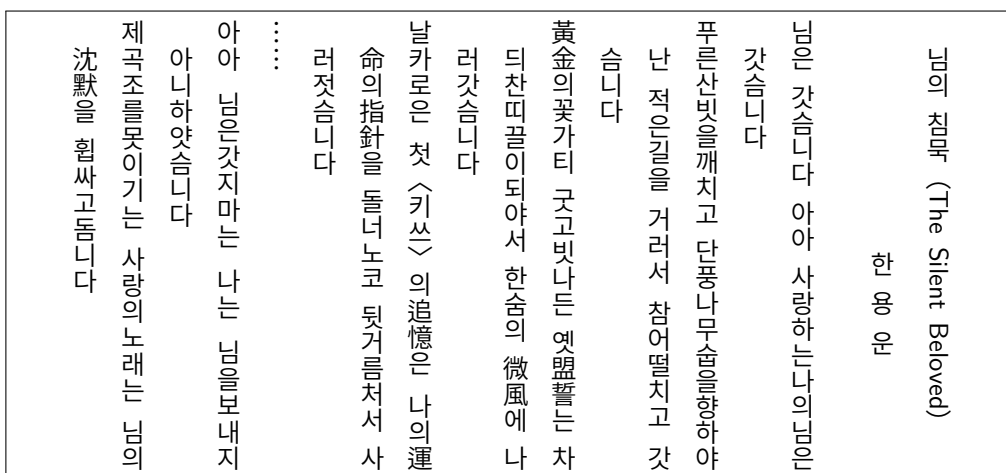 님의 침묵 (The Silent Beloved)
한 용 운
님은 갓슴니다 아아 사랑하는나의님은
갓슴니다
푸른산빗을깨치고 단풍나무숩을향하야
난 적은길을 거러서 참어떨치고 갓
슴니다
黃金의꽃가티 굿고빗나든 옛盟誓는 차
듸찬띠끌이되야서 한숨의 微風에 나
러갓슴니다
날카로은 첫 〈키쓰〉 의追憶은 나의運
命의指針을 돌너노코 뒷거름처서 사
러젓슴니다
……
아아 님은갓지마는 나는 님을보내지
아니하얏슴니다
제곡조를못이기는 사랑의노래는 님의
沈默을 휩싸고돔니다